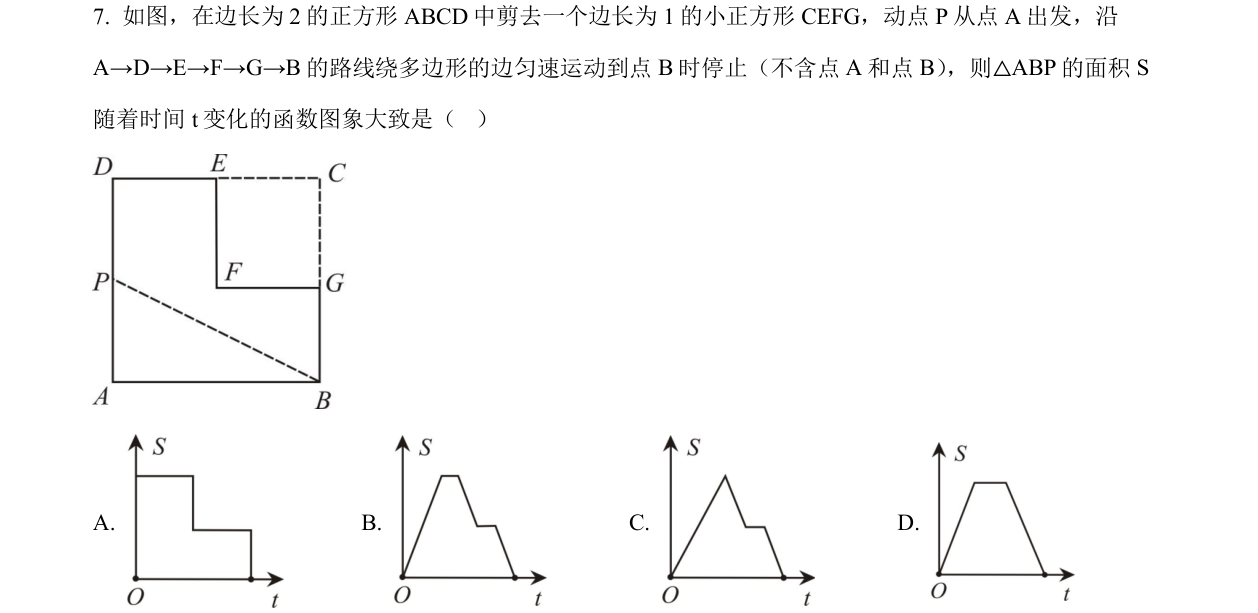 7. 如图，在边长为 2 的正方形 ABCD 中剪去一个边长为 1 的小正方形 CEFG，动点 P 从点 A 出发，沿
A→D→E→F→G→B 的路线绕多边形的边匀速运动到点 B 时停止（不含点 A 和点 B），则△ABP 的面积 S
随着时间 t 变化的函数图象大致是（　）
D E C
P F G
A B
A. S O t B. S O t C. S O t D. S O t